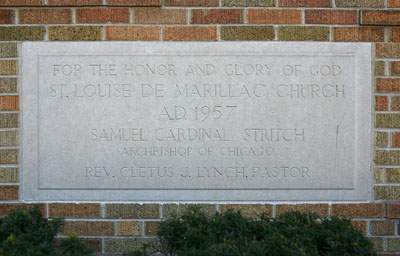 FOR THE HONOR AND GLORY OF GOD
ST. LOUISE DE MARILLAC CHURCH
A.D. 1957
SAMUEL CARDINAL STRITCH
ARCHBISHOP OF CHICAGO
REV. CLETUS J. LYNCH, PASTOR